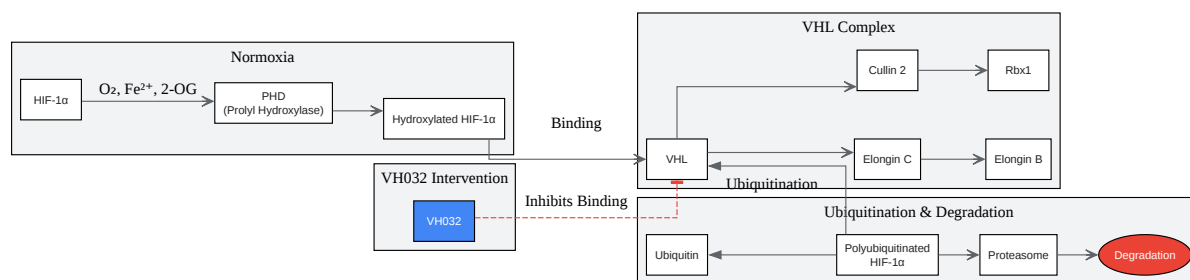 VHL Complex
Normoxia
HIF-1α
O₂, Fe²⁺, 2-OG
PHD
(Prolyl Hydroxylase)
Hydroxylated HIF-1α
Binding
Cullin 2
Rbx1
VHL
Elongin C
Elongin B
VH032 Intervention
VH032
Inhibits Binding
Ubiquitination
Ubiquitination & Degradation
Ubiquitin
Polyubiquitinated
HIF-1α
Proteasome
Degradation